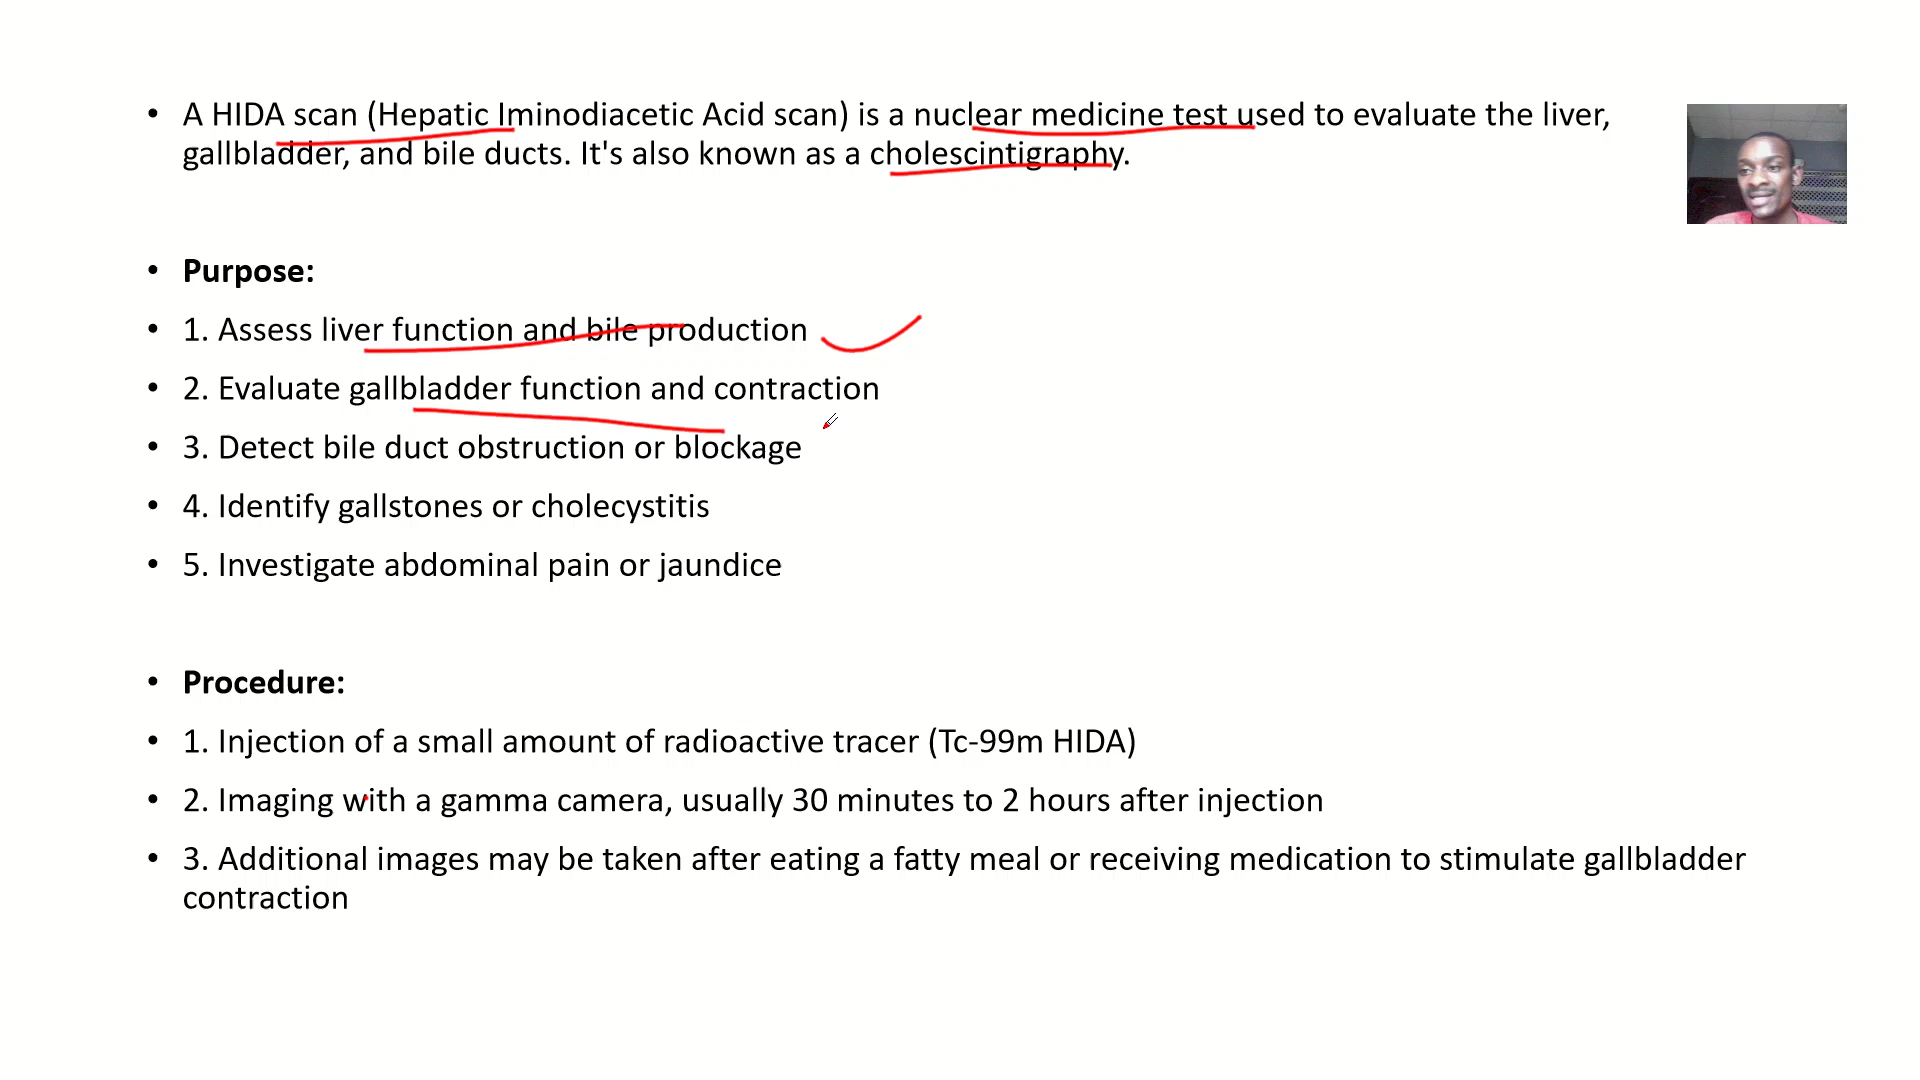 • A HIDA scan (Hepatic Iminodiacetic Acid scan) is a nuclear medicine test used to evaluate the liver,
gallbladder, and bile ducts. It's also known as a cholescintigraphy.
• Purpose:
• 1. Assess liver function and bile production
• 2. Evaluate gallbladder function and contraction
• 3. Detect bile duct obstruction or blockage
• 4. Identify gallstones or cholecystitis
• 5. Investigate abdominal pain or jaundice
• Procedure:
• 1. Injection of a small amount of radioactive tracer (Tc-99m HIDA)
• 2. Imaging with a gamma camera, usually 30 minutes to 2 hours after injection
• 3. Additional images may be taken after eating a fatty meal or receiving medication to stimulate gallbladder
contraction